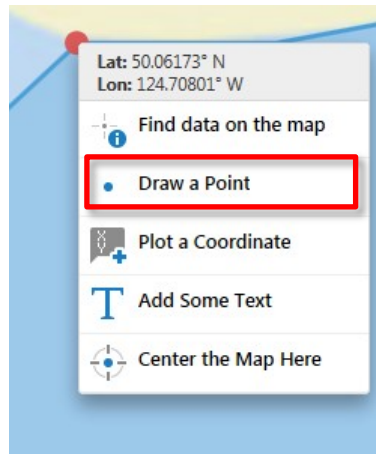 Lat: 50.06173° N
Lon: 124.70801° W
Find data on the map
Draw a Point
Plot a Coordinate
Add Some Text
Center the Map Here